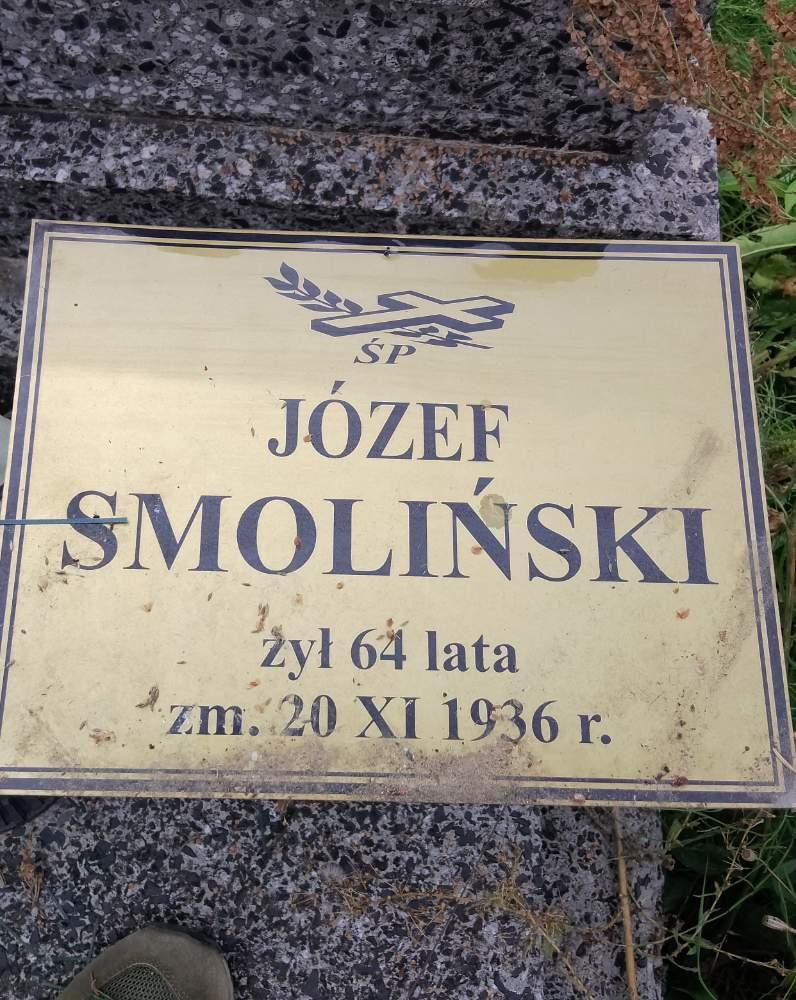 ŚP
JÓZEF
SMOLIŃSKI
żył 64 lata
zm. 20 XI 1936 r.